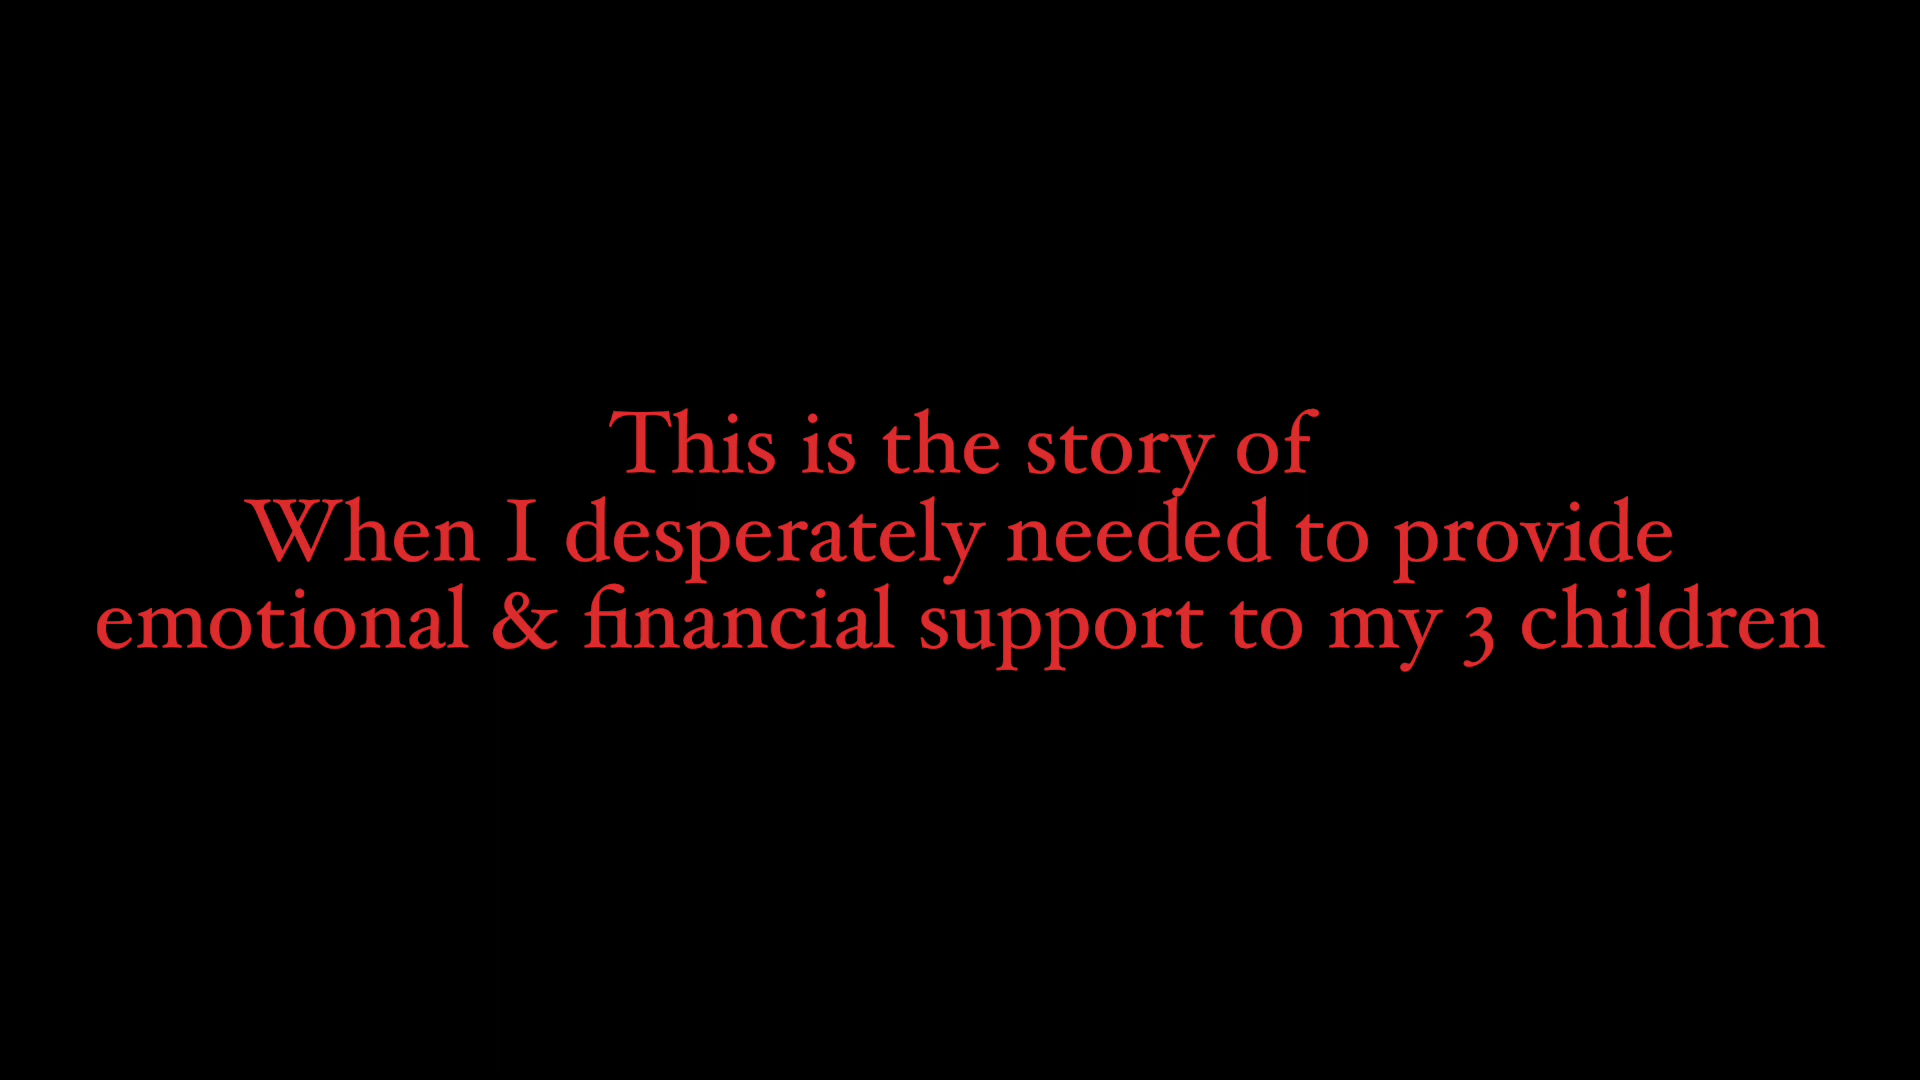 This is the story of
When I desperately needed to provide
emotional & financial support to my 3 children